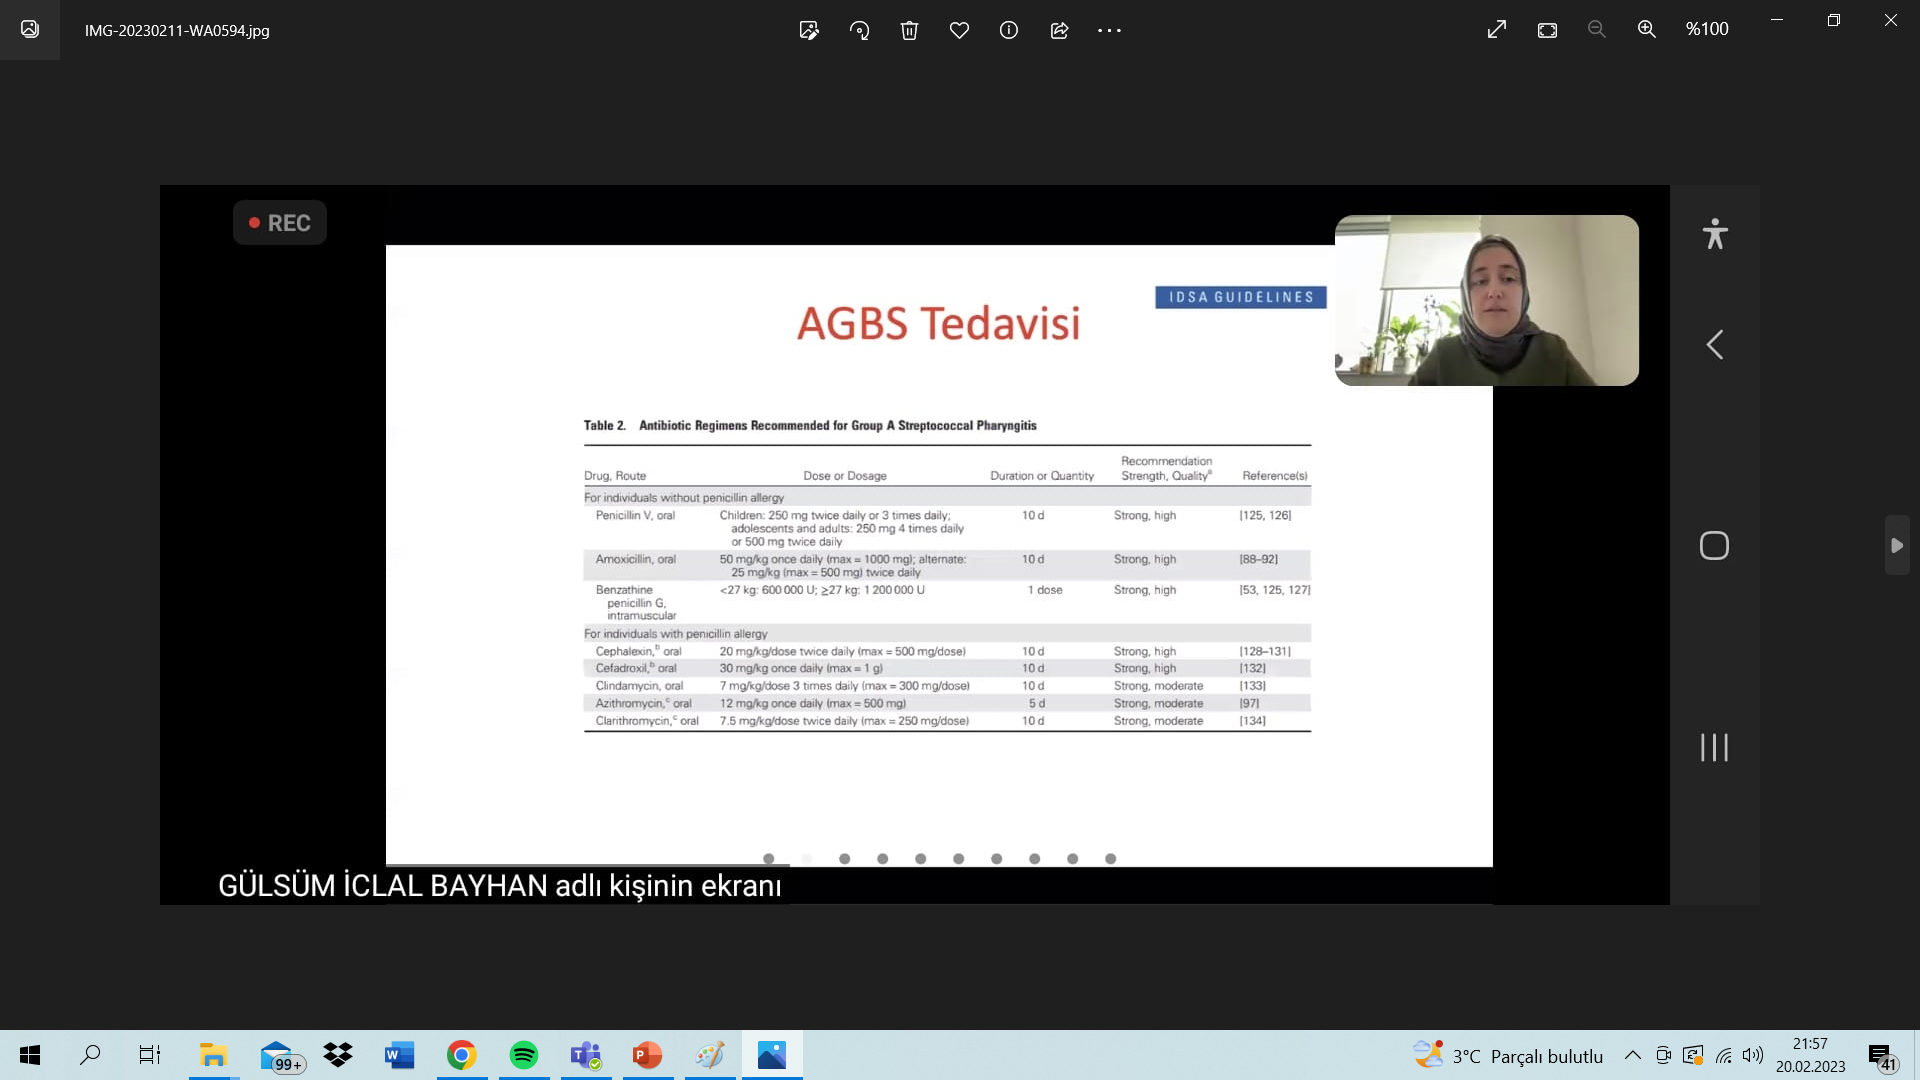 IMG-20230211-WA0594.jpg
%100
REC
IDSA GUIDELINES
AGBS Tedavisi
Table 2. Antibiotic Regimens Recommended for Group A Streptococcal Pharyngitis
Drug, Route Dose or Dosage Duration or Quantity Recommendation Strength, Quality^a Reference(s)
For individuals without penicillin allergy
Penicillin V, oral Children: 250 mg twice daily or 3 times daily; 10 d Strong, high [125, 126]
adolescents and adults: 250 mg 4 times daily
or 500 mg twice daily
Amoxicillin, oral 50 mg/kg once daily (max = 1000 mg); alternate: 10 d Strong, high [88–92]
25 mg/kg (max = 500 mg) twice daily
Benzathine <27 kg: 600 000 U; ≥27 kg: 1 200 000 U 1 dose Strong, high [53, 125, 127]
penicillin G,
intramuscular
For individuals with penicillin allergy
Cephalexin,^b oral 20 mg/kg/dose twice daily (max = 500 mg/dose) 10 d Strong, high [128–131]
Cefadroxil,^b oral 30 mg/kg once daily (max = 1 g) 10 d Strong, high [132]
Clindamycin, oral 7 mg/kg/dose 3 times daily (max = 300 mg/dose) 10 d Strong, moderate [133]
Azithromycin,^c oral 12 mg/kg once daily (max = 500 mg) 5 d Strong, moderate [97]
Clarithromycin,^c oral 7.5 mg/kg/dose twice daily (max = 250 mg/dose) 10 d Strong, moderate [134]
GÜLSÜM İCLAL BAYHAN adlı kişinin ekranı
99+
3°C Parçalı bulutlu
21:57
20.02.2023
41